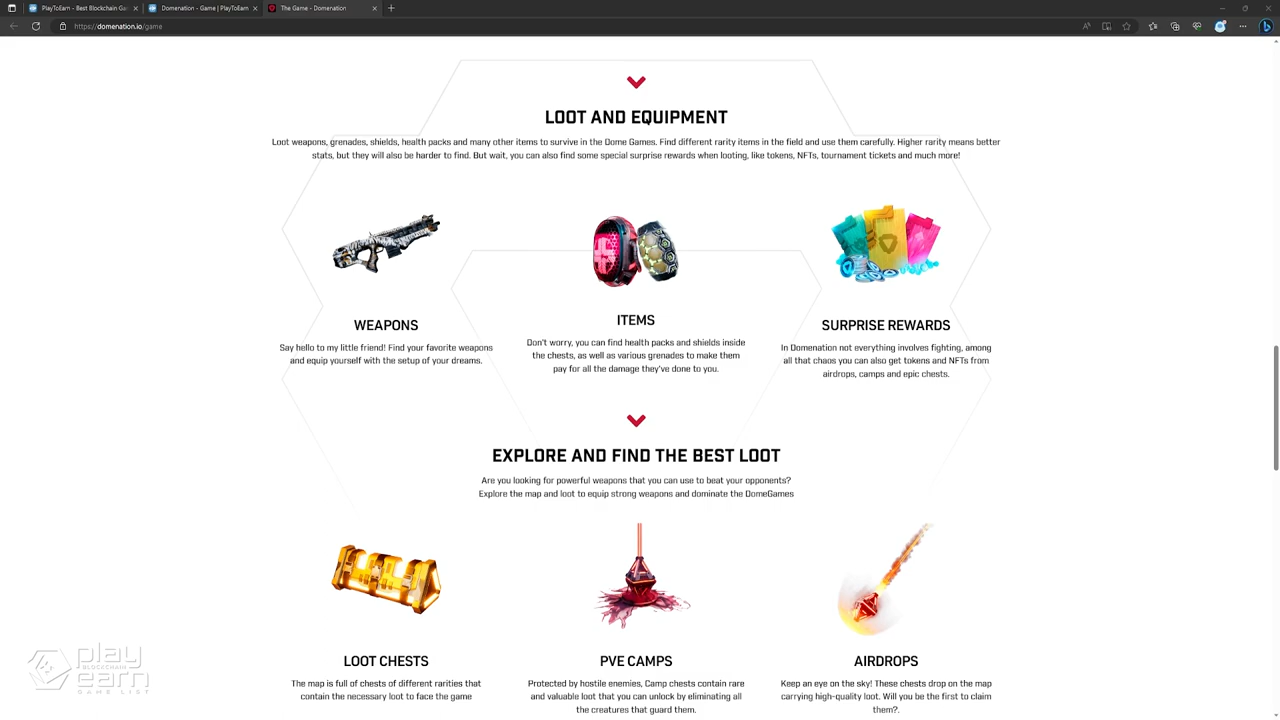 PlayToEarn - Best Blockchain Ga
Domenation - Game | PlayToEarn
The Game - Domenation
https://domenation.io/game
LOOT AND EQUIPMENT
Loot weapons, grenades, shields, health packs and many other items to survive in the Dome Games. Find different rarity items in the field and use them carefully. Higher rarity means better
stats, but they will also be harder to find. But wait, you can also find some special surprise rewards when looting, like tokens, NFTs, tournament tickets and much more!
WEAPONS
Say hello to my little friend! Find your favorite weapons
and equip yourself with the setup of your dreams.
ITEMS
Don't worry, you can find health packs and shields inside
the chests, as well as various grenades to make them
pay for all the damage they've done to you.
SURPRISE REWARDS
In Domenation not everything involves fighting, among
all that chaos you can also get tokens and NFTs from
airdrops, camps and epic chests.
EXPLORE AND FIND THE BEST LOOT
Are you looking for powerful weapons that you can use to beat your opponents?
Explore the map and loot to equip strong weapons and dominate the DomeGames
LOOT CHESTS
The map is full of chests of different rarities that
contain the necessary loot to face the game
PVE CAMPS
Protected by hostile enemies, Camp chests contain rare
and valuable loot that you can unlock by eliminating all
the creatures that guard them.
AIRDROPS
Keep an eye on the sky! These chests drop on the map
carrying high-quality loot. Will you be the first to claim
them?.
play
BLOCKCHAIN
earn
GAME LIST